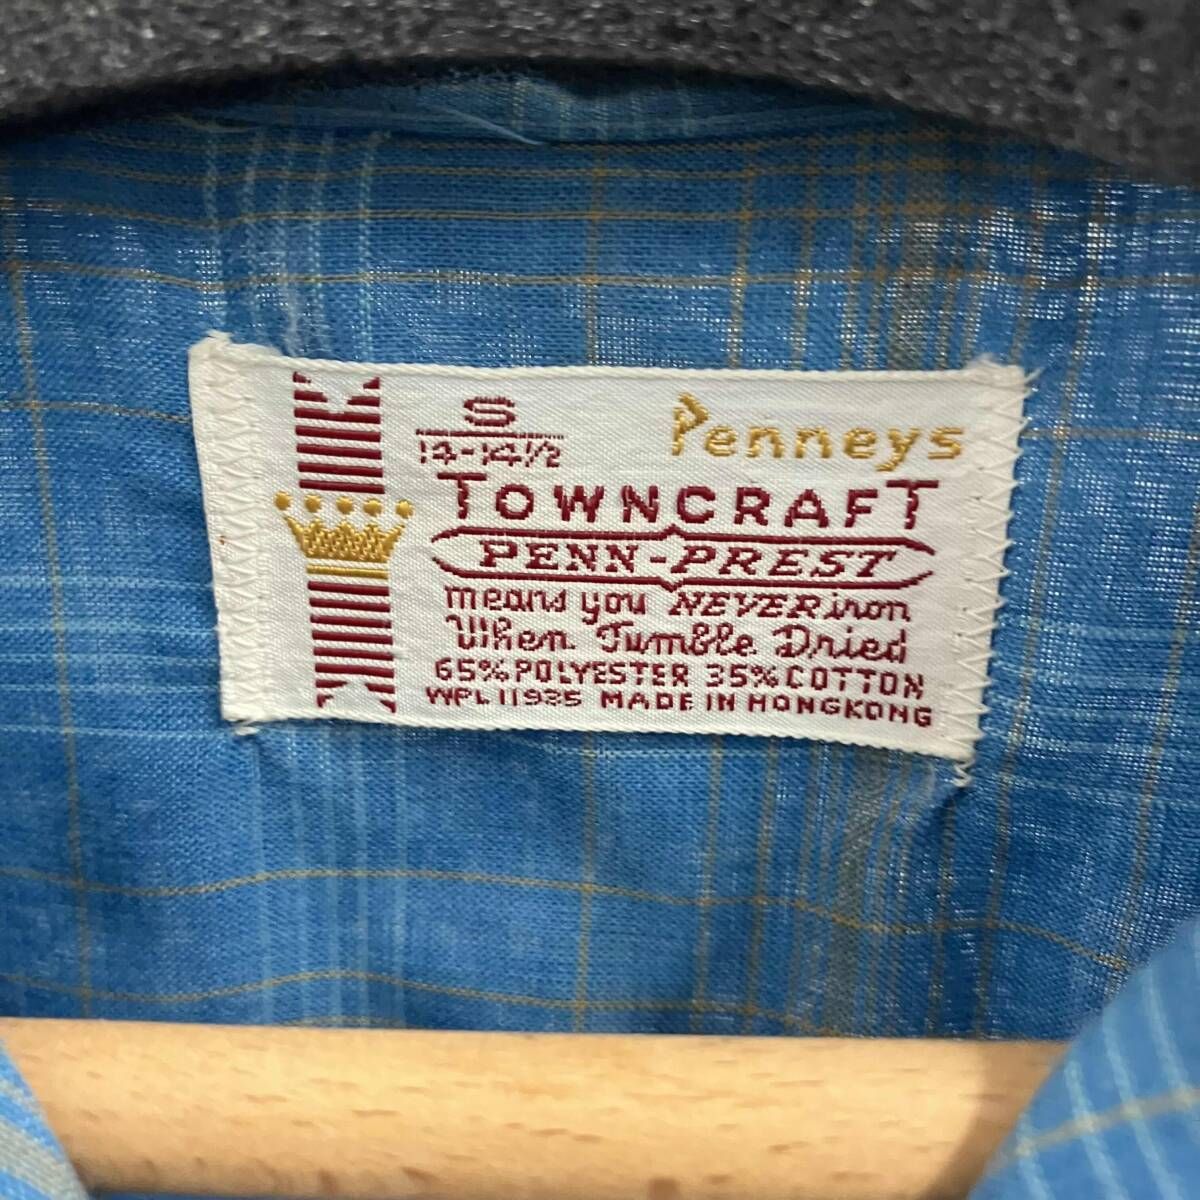 S
14-14½
Penneys
TOWNCRAFT
PENN-PREST
means you NEVER iron
When Tumble Dried
65% POLYESTER 35% COTTON
WPL 11935 MADE IN HONGKONG